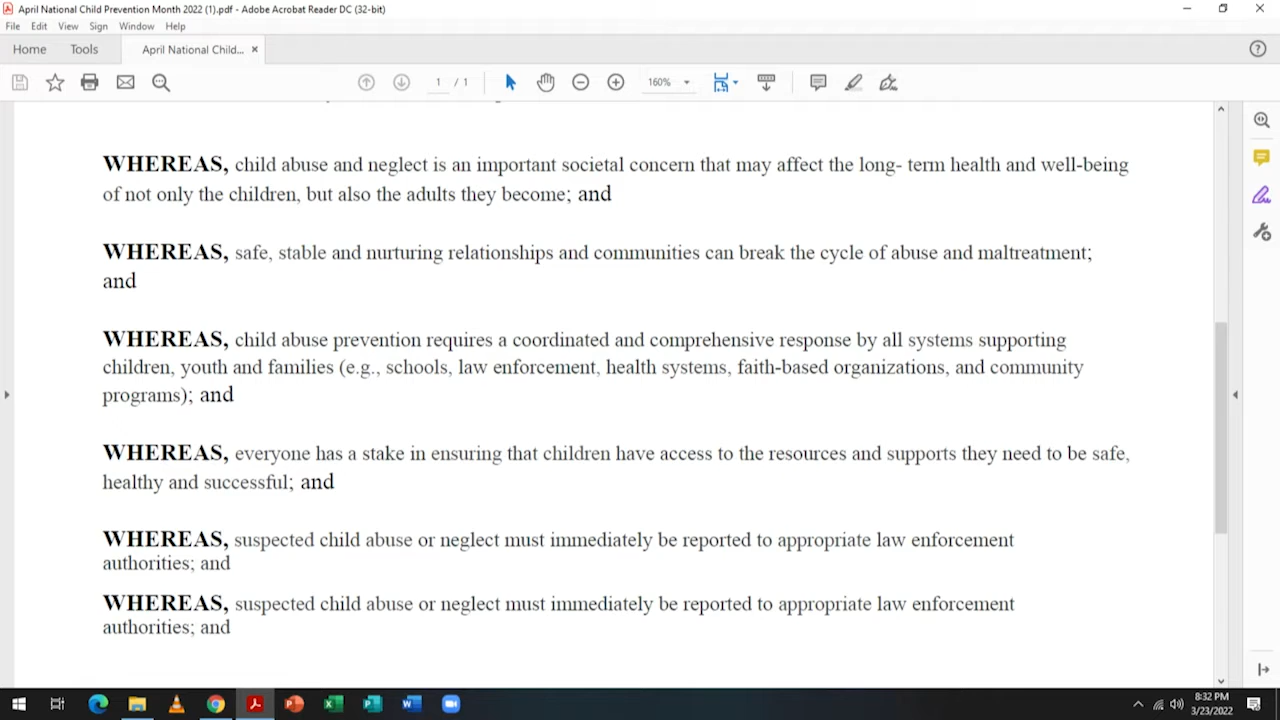 April National Child Prevention Month 2022 (1).pdf - Adobe Acrobat Reader DC (32-bit)
File Edit View Sign Window Help
Home Tools April National Child...
1 / 1 160%
WHEREAS, child abuse and neglect is an important societal concern that may affect the long- term health and well-being
of not only the children, but also the adults they become; and
WHEREAS, safe, stable and nurturing relationships and communities can break the cycle of abuse and maltreatment;
and
WHEREAS, child abuse prevention requires a coordinated and comprehensive response by all systems supporting
children, youth and families (e.g., schools, law enforcement, health systems, faith-based organizations, and community
programs); and
WHEREAS, everyone has a stake in ensuring that children have access to the resources and supports they need to be safe,
healthy and successful; and
WHEREAS, suspected child abuse or neglect must immediately be reported to appropriate law enforcement
authorities; and
WHEREAS, suspected child abuse or neglect must immediately be reported to appropriate law enforcement
authorities; and
8:32 PM
3/23/2022